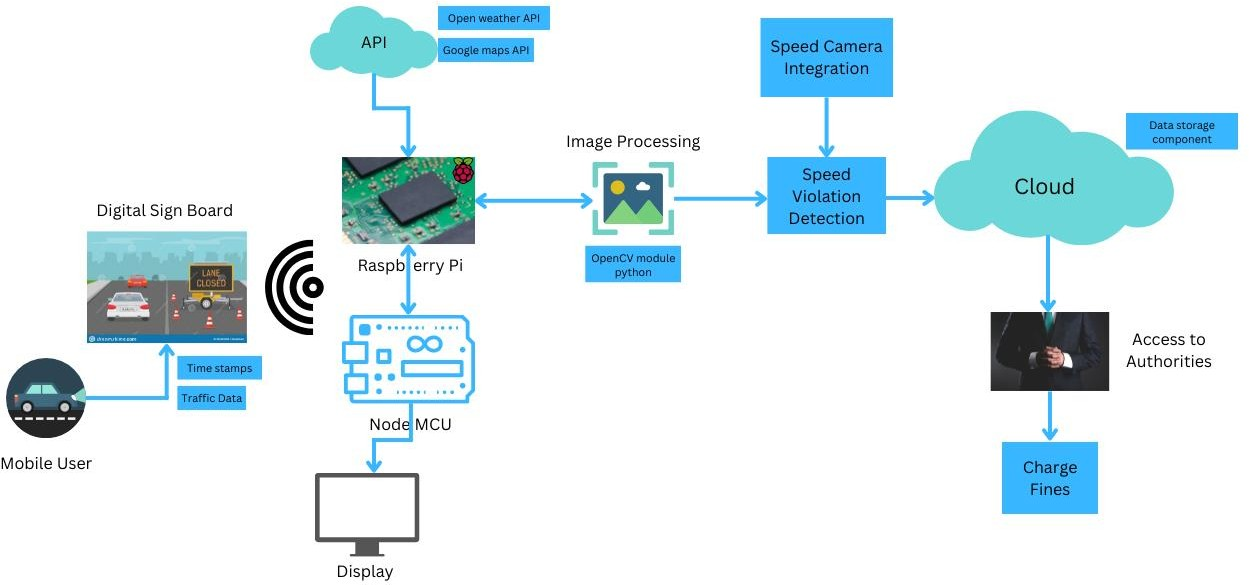 API
Open weather API
Google maps API
Speed Camera
Integration
Image Processing
Data storage
component
Speed
Violation
Detection
Cloud
Digital Sign Board
LANE
CLOSED
Raspberry Pi
OpenCV module
python
Access to
Authorities
Time stamps
Traffic Data
Node MCU
Mobile User
Charge
Fines
Display